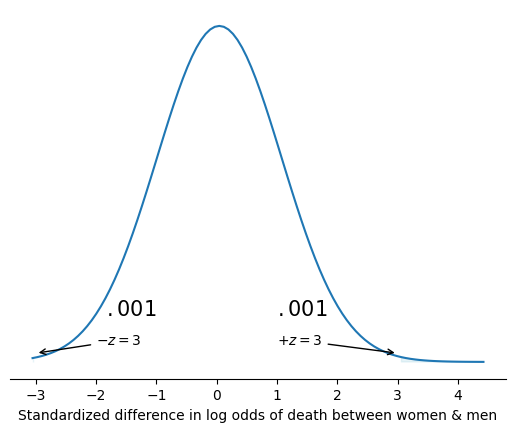 .001 .001
−z = 3 +z = 3
−3 −2 −1 0 1 2 3 4
Standardized difference in log odds of death between women & men